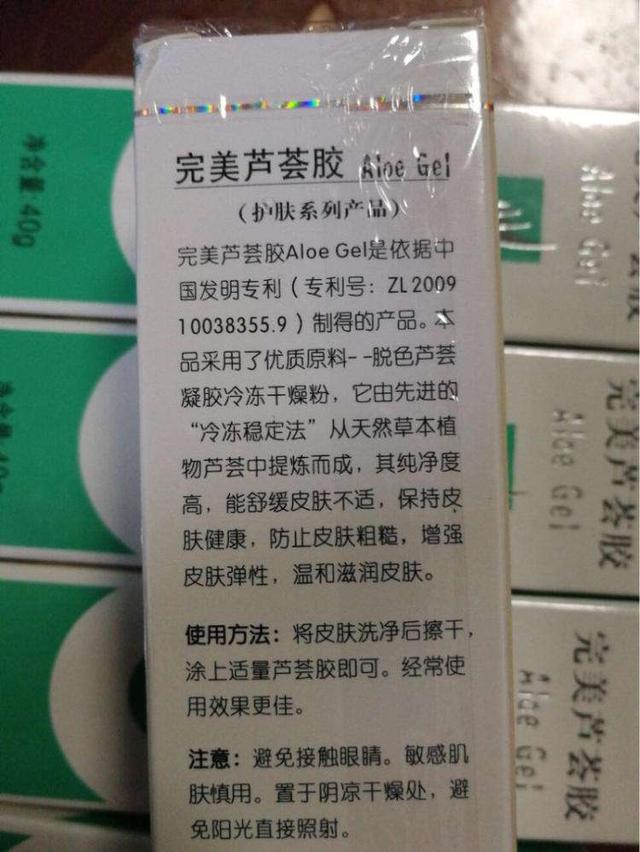 完美芦荟胶 Aloe Gel
（护肤系列产品）
完美芦荟胶Aloe Gel是依据中
国发明专利（专利号：ZL2009
10038355.9）制得的产品。本
品采用了优质原料--脱色芦荟
凝胶冷冻干燥粉，它由先进的
“冷冻稳定法”从天然草本植
物芦荟中提炼而成，其纯净度
高，能舒缓皮肤不适，保持皮
肤健康，防止皮肤粗糙，增强
皮肤弹性，温和滋润皮肤。
使用方法：将皮肤洗净后擦干，
涂上适量芦荟胶即可。经常使
用效果更佳。
注意：避免接触眼睛。敏感肌
肤慎用。置于阴凉干燥处，避
免阳光直接照射。
净含量:40g
净含量:40g
Aloe Gel
完美芦荟胶
Aloe Gel
完美芦荟胶
Aloe Gel